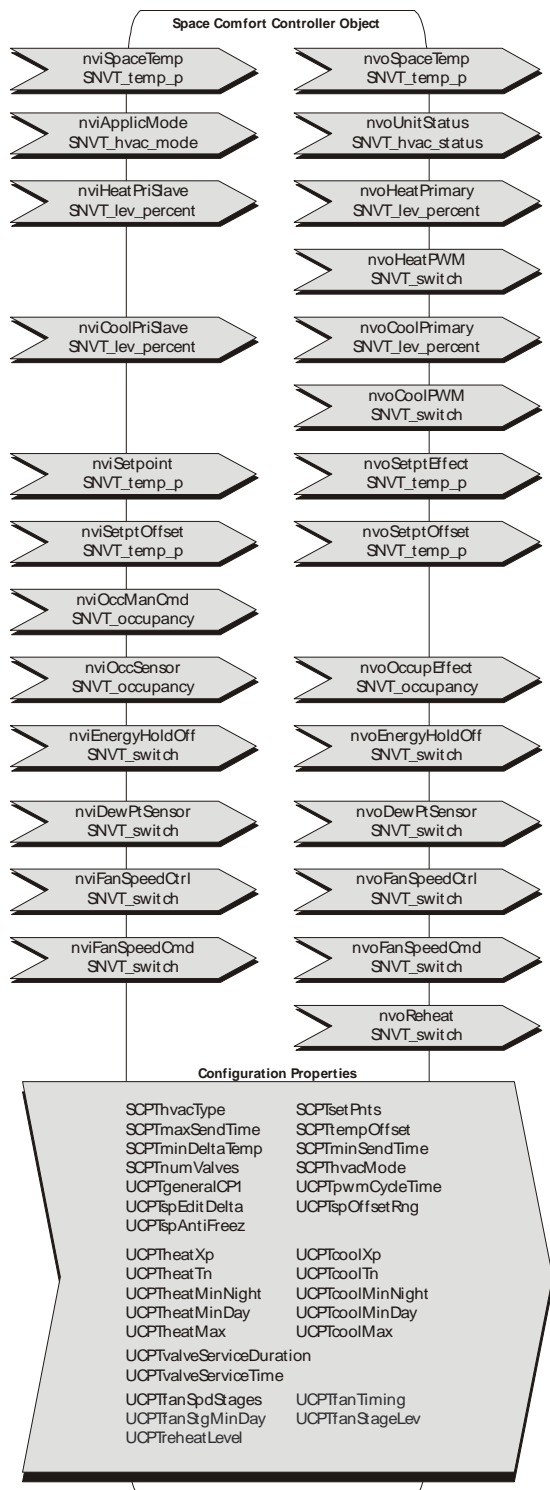 Space Comfort Controller Object
nviSpaceTemp
SNVT_temp_p
nvoSpaceTemp
SNVT_temp_p
nviApplicMode
SNVT_hvac_mode
nvoUnitStatus
SNVT_hvac_status
nviHeatPriSlave
SNVT_lev_percent
nvoHeatPrimary
SNVT_lev_percent
nvoHeatPWM
SNVT_switch
nviCoolPriSlave
SNVT_lev_percent
nvoCoolPrimary
SNVT_lev_percent
nvoCoolPWM
SNVT_switch
nviSetpoint
SNVT_temp_p
nvoSetptEffect
SNVT_temp_p
nviSetptOffset
SNVT_temp_p
nvoSetptOffset
SNVT_temp_p
nviOccManCmd
SNVT_occupancy
nviOccSensor
SNVT_occupancy
nvoOccupEffect
SNVT_occupancy
nviEnergyHoldOff
SNVT_switch
nvoEnergyHoldOff
SNVT_switch
nviDewPtSensor
SNVT_switch
nvoDewPtSensor
SNVT_switch
nviFanSpeedCtrl
SNVT_switch
nvoFanSpeedCtrl
SNVT_switch
nviFanSpeedCmd
SNVT_switch
nvoFanSpeedCmd
SNVT_switch
nvoReheat
SNVT_switch
Configuration Properties
SCPThvacType SCPTsetPnts
SCPTmaxSendTime SCPTtempOffset
SCPTminDeltaTemp SCPTminSendTime
SCPTnumValves SCPThvacMode
UCPTgeneralCP1 UCPTpwmCycleTime
UCPTspEditDelta UCPTspOffsetRng
UCPTspAntiFreez
UCPTheatXp UCPTcoolXp
UCPTheatTn UCPTcoolTn
UCPTheatMinNight UCPTcoolMinNight
UCPTheatMinDay UCPTcoolMinDay
UCPTheatMax UCPTcoolMax
UCPTvalveServiceDuration
UCPTvalveServiceTime
UCPTfanSpdStages UCPTfanTiming
UCPTfanStgMinDay UCPTfanStageLev
UCPTreheatLevel